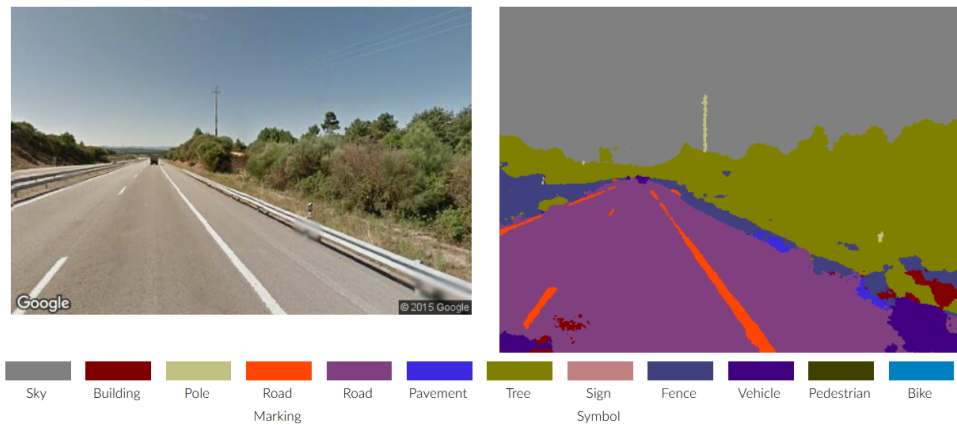 Google
© 2015 Google
Sky
Building
Pole
Road
Marking
Road
Pavement
Tree
Sign
Symbol
Fence
Vehicle
Pedestrian
Bike